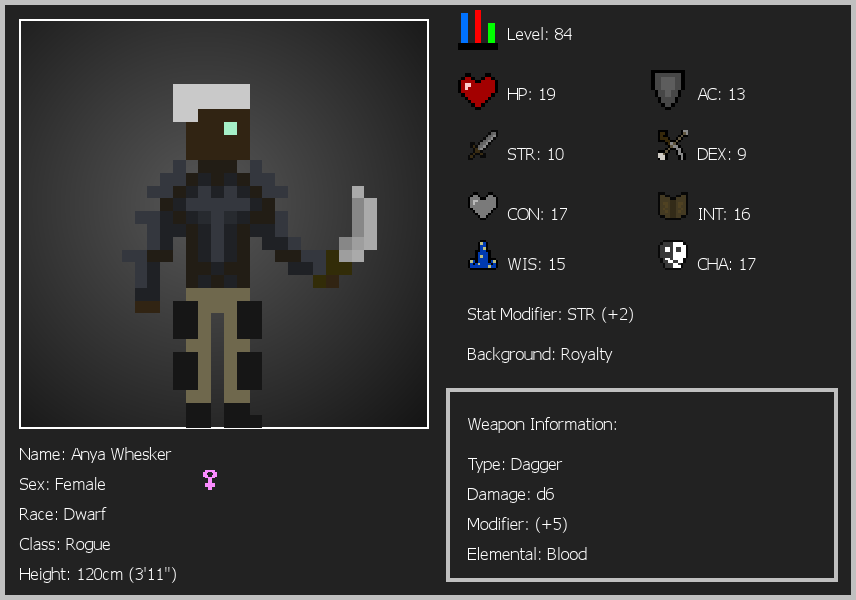 Level: 84
HP: 19
AC: 13
STR: 10
DEX: 9
CON: 17
INT: 16
WIS: 15
CHA: 17
Stat Modifier: STR (+2)
Background: Royalty
Weapon Information:
Type: Dagger
Damage: d6
Modifier: (+5)
Elemental: Blood
Name: Anya Whesker
Sex: Female
Race: Dwarf
Class: Rogue
Height: 120cm (3'11")